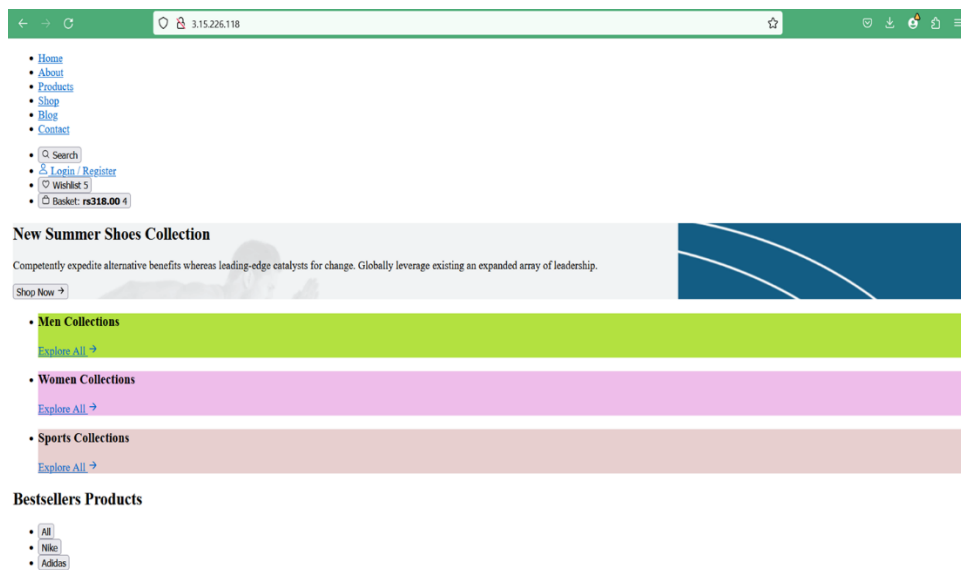 3.15.226.118
Home
About
Products
Shop
Blog
Contact
Search
Login / Register
Wishlist 5
Basket: rs318.00 4
New Summer Shoes Collection
Competently expedite alternative benefits whereas leading-edge catalysts for change. Globally leverage existing an expanded array of leadership.
Shop Now →
Men Collections
Explore All →
Women Collections
Explore All →
Sports Collections
Explore All →
Bestsellers Products
All
Nike
Adidas